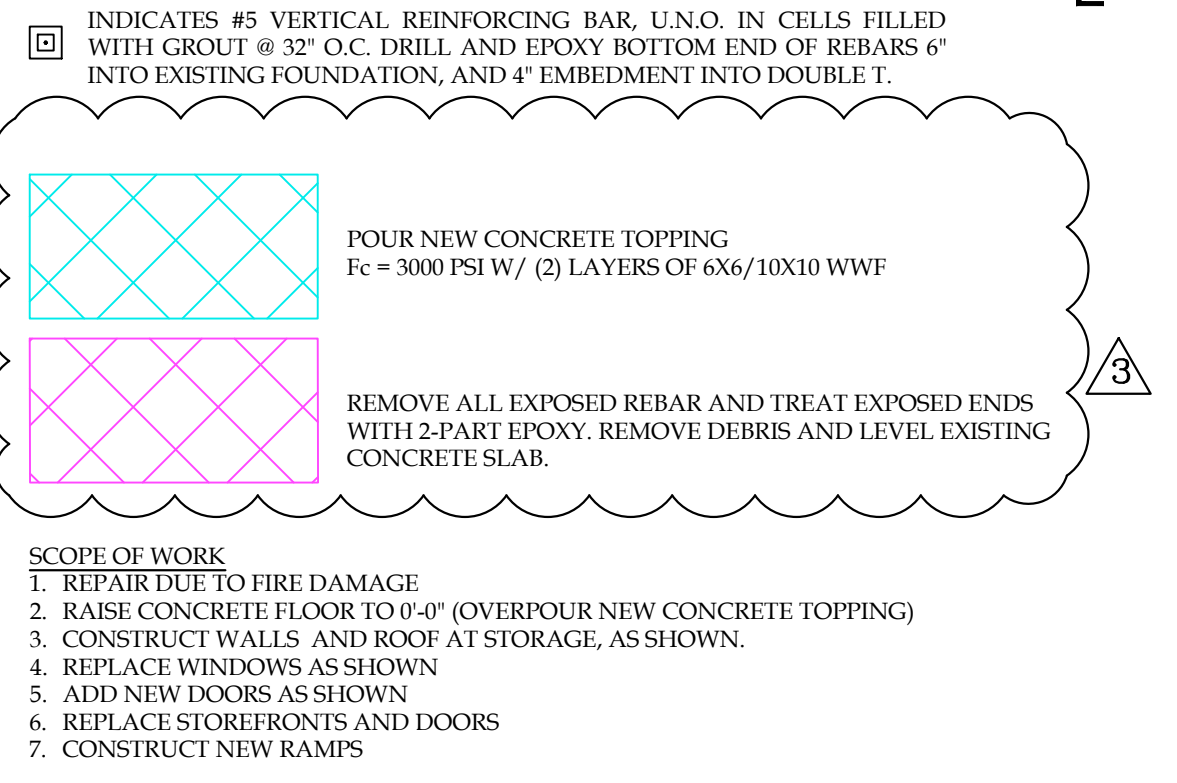 INDICATES #5 VERTICAL REINFORCING BAR, U.N.O. IN CELLS FILLED
WITH GROUT @ 32" O.C. DRILL AND EPOXY BOTTOM END OF REBARS 6"
INTO EXISTING FOUNDATION, AND 4" EMBEDMENT INTO DOUBLE T.
POUR NEW CONCRETE TOPPING
Fc = 3000 PSI W/ (2) LAYERS OF 6X6/10X10 WWF
3
REMOVE ALL EXPOSED REBAR AND TREAT EXPOSED ENDS
WITH 2-PART EPOXY. REMOVE DEBRIS AND LEVEL EXISTING
CONCRETE SLAB.
SCOPE OF WORK
1. REPAIR DUE TO FIRE DAMAGE
2. RAISE CONCRETE FLOOR TO 0'-0" (OVERPOUR NEW CONCRETE TOPPING)
3. CONSTRUCT WALLS AND ROOF AT STORAGE, AS SHOWN.
4. REPLACE WINDOWS AS SHOWN
5. ADD NEW DOORS AS SHOWN
6. REPLACE STOREFRONTS AND DOORS
7. CONSTRUCT NEW RAMPS